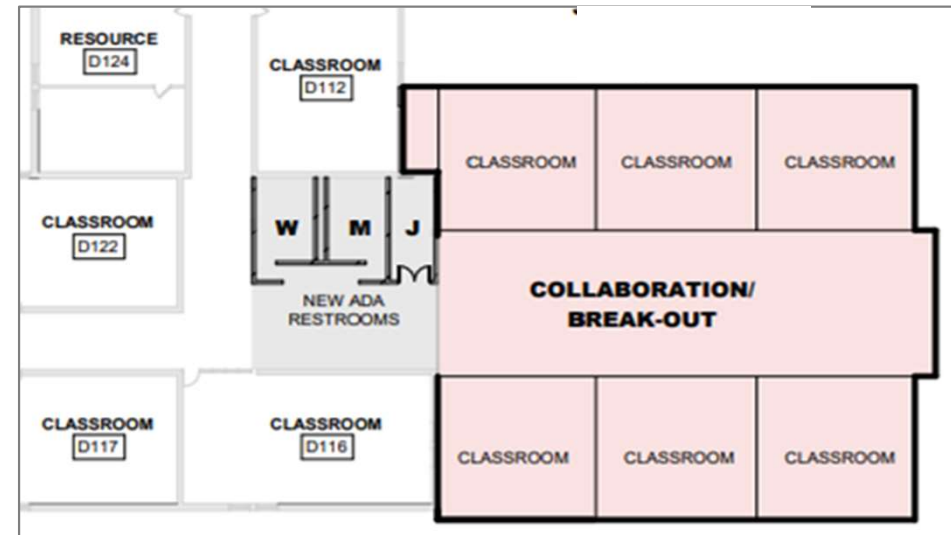 RESOURCE
D124
CLASSROOM
D112
CLASSROOM
CLASSROOM
CLASSROOM
CLASSROOM
D122
W
M
J
NEW ADA
RESTROOMS
COLLABORATION/
BREAK-OUT
CLASSROOM
D117
CLASSROOM
D116
CLASSROOM
CLASSROOM
CLASSROOM